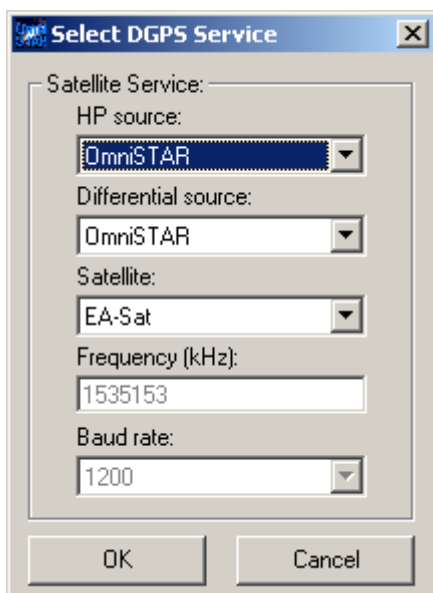 Select DGPS Service
Satellite Service:
HP source:
OmniSTAR
Differential source:
OmniSTAR
Satellite:
EA-Sat
Frequency (kHz):
1535153
Baud rate:
1200
OK Cancel